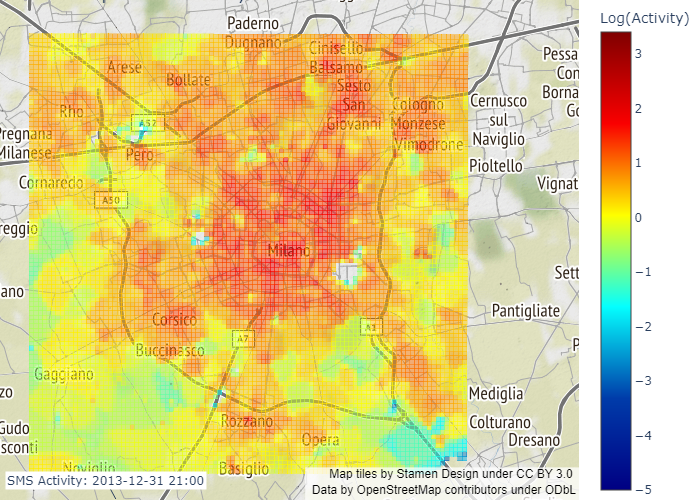 Paderno
Dugnano
Cinisello
Balsamo
Arese
Bollate
Sesto
San
Giovanni
Rho
A52
Cologno
Monzese
Cernusco
sul
Naviglio
Pessa
Con
Borna
Go
Pregnana
Milanese
Pero
Vimodrone
Pioltello
Cornaredo
Vignat
A50
reggio
Milano
Sett
ano
Pantigliate
Corsico
A7
A1
Buccinasco
P
Gaggiano
zo
Mediglia
Rozzano
Colturano
Gudo
sconti
Opera
Dresano
Noviglio
Basiglio
SMS Activity: 2013-12-31 21:00
Map tiles by Stamen Design under CC BY 3.0
Data by OpenStreetMap contributors under ODbL
Log(Activity)
3
2
1
0
−1
−2
−3
−4
−5